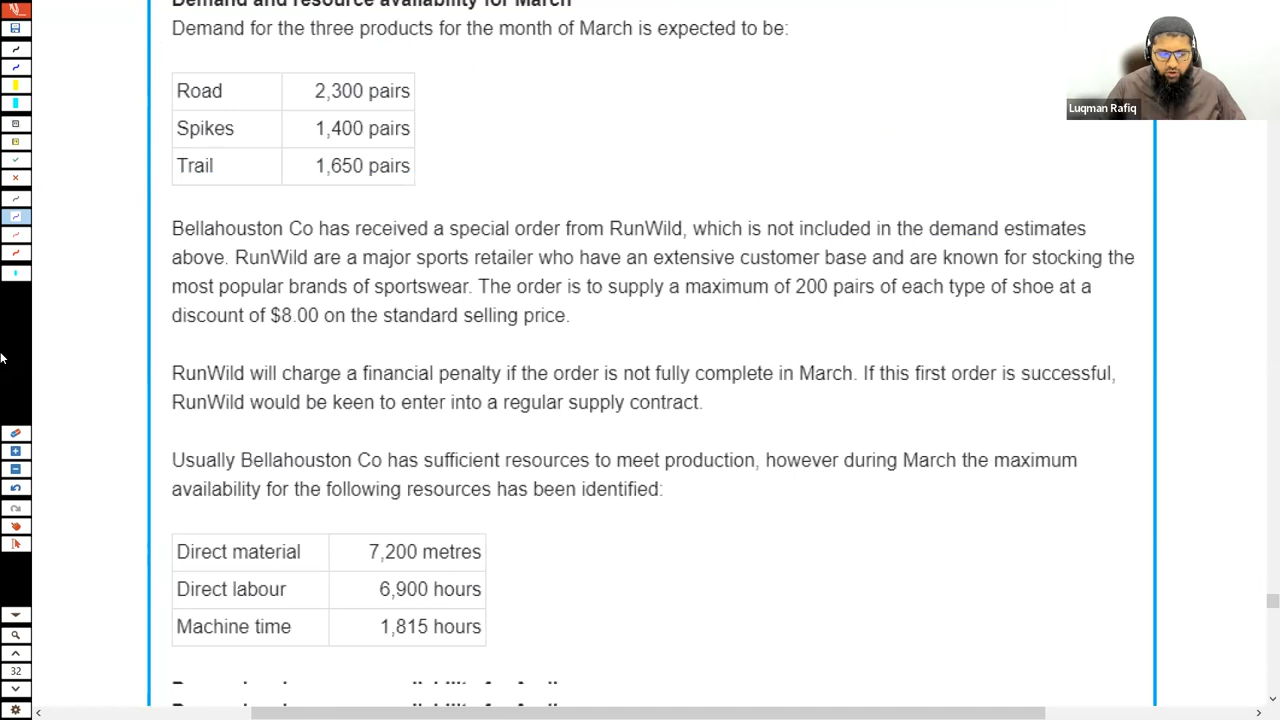 Demand and resource availability for March
Demand for the three products for the month of March is expected to be:
Road 2,300 pairs
Spikes 1,400 pairs
Trail 1,650 pairs
Luqman Rafiq
Bellahouston Co has received a special order from RunWild, which is not included in the demand estimates
above. RunWild are a major sports retailer who have an extensive customer base and are known for stocking the
most popular brands of sportswear. The order is to supply a maximum of 200 pairs of each type of shoe at a
discount of $8.00 on the standard selling price.
RunWild will charge a financial penalty if the order is not fully complete in March. If this first order is successful,
RunWild would be keen to enter into a regular supply contract.
Usually Bellahouston Co has sufficient resources to meet production, however during March the maximum
availability for the following resources has been identified:
Direct material 7,200 metres
Direct labour 6,900 hours
Machine time 1,815 hours
32